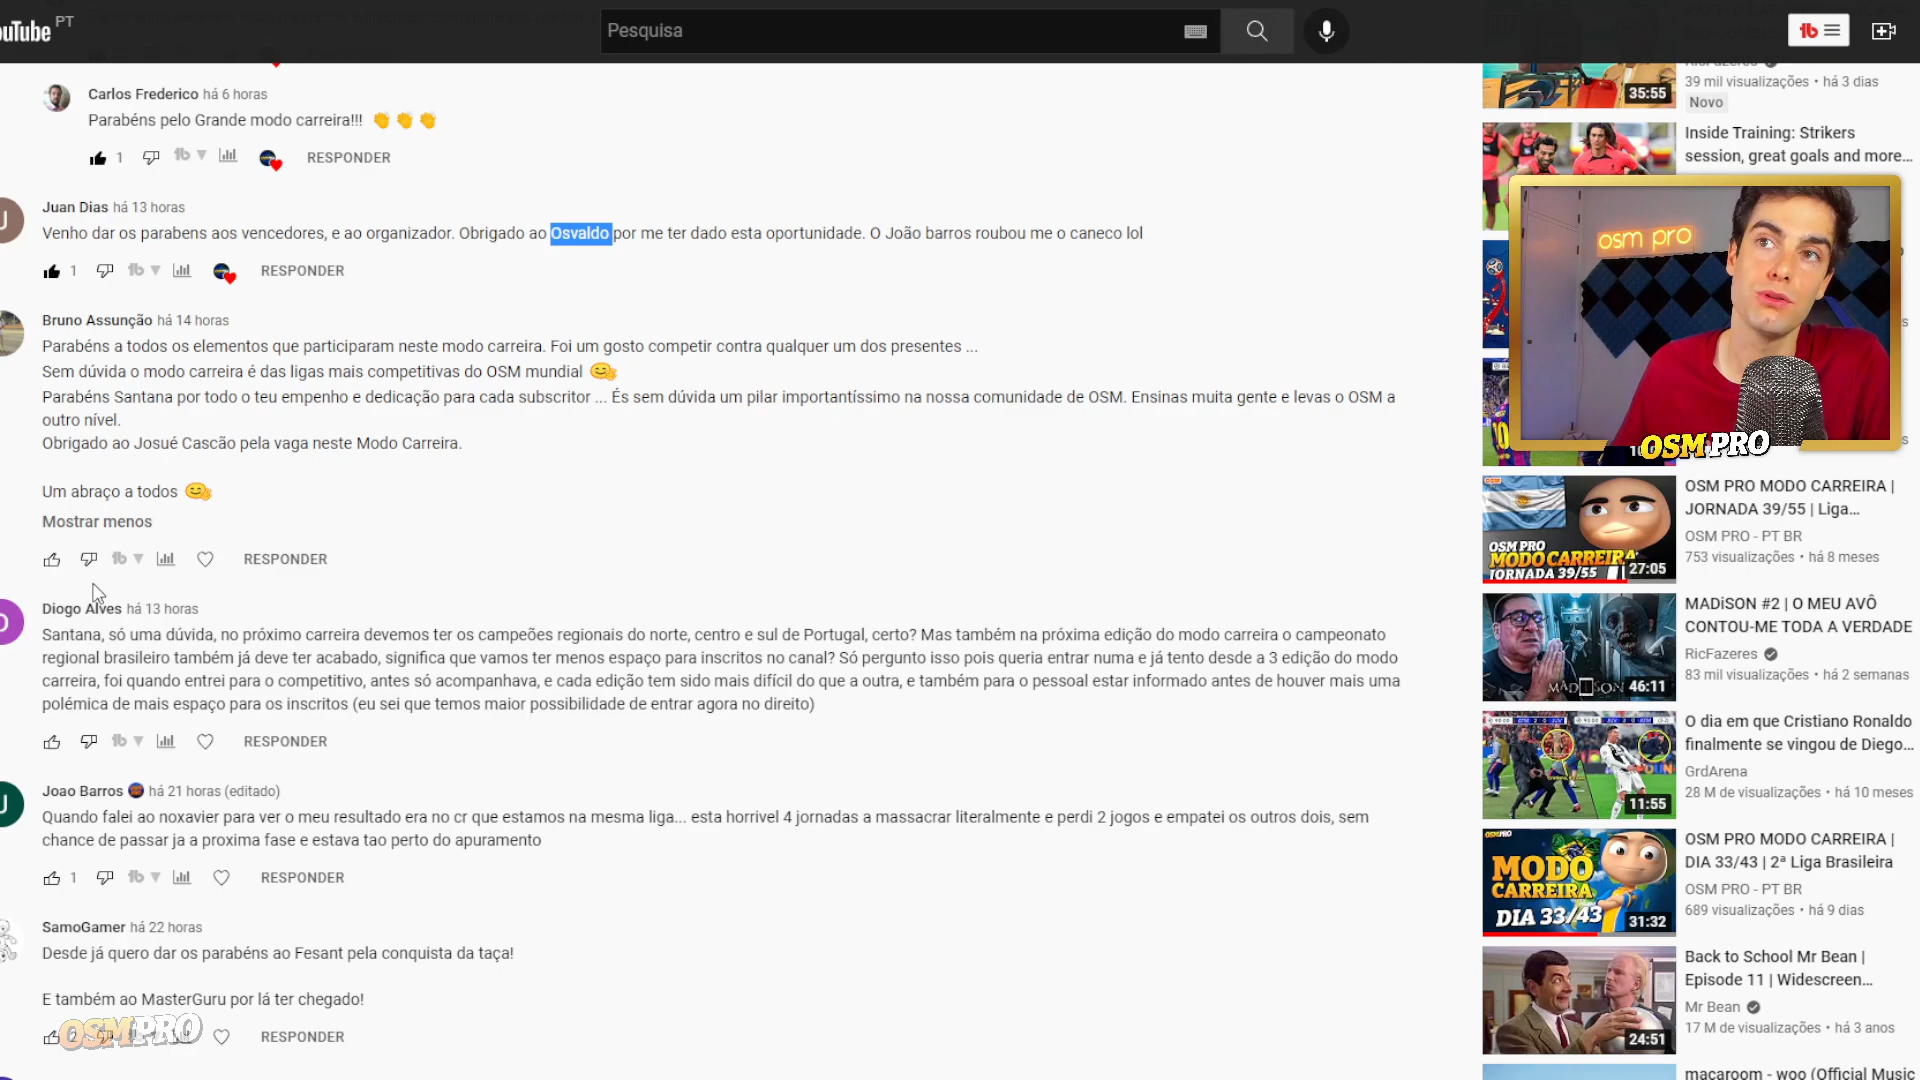 ouTube PT
Pesquisa
Carlos Frederico há 6 horas
Parabéns pelo Grande modo carreira!!! 👏 👏 👏
1
RESPONDER
Juan Dias há 13 horas
Venho dar os parabens aos vencedores, e ao organizador. Obrigado ao Osvaldo por me ter dado esta oportunidade. O João barros roubou me o caneco lol
1
RESPONDER
Bruno Assunção há 14 horas
Parabéns a todos os elementos que participaram neste modo carreira. Foi um gosto competir contra qualquer um dos presentes ...
Sem dúvida o modo carreira é das ligas mais competitivas do OSM mundial 🤗
Parabéns Santana por todo o teu empenho e dedicação para cada subscritor ... És sem dúvida um pilar importantíssimo na nossa comunidade de OSM. Ensinas muita gente e levas o OSM a
outro nível.
Obrigado ao Josué Cascão pela vaga neste Modo Carreira.
Um abraço a todos 🤗
Mostrar menos
RESPONDER
Diogo Alves há 13 horas
Santana, só uma dúvida, no próximo carreira devemos ter os campeões regionais do norte, centro e sul de Portugal, certo? Mas também na próxima edição do modo carreira o campeonato
regional brasileiro também já deve ter acabado, significa que vamos ter menos espaço para inscritos no canal? Só pergunto isso pois queria entrar numa e já tento desde a 3 edição do modo
carreira, foi quando entrei para o competitivo, antes só acompanhava, e cada edição tem sido mais difícil do que a outra, e também para o pessoal estar informado antes de houver mais uma
polémica de mais espaço para os inscritos (eu sei que temos maior possibilidade de entrar agora no direito)
RESPONDER
Joao Barros há 21 horas (editado)
Quando falei ao noxavier para ver o meu resultado era no cr que estamos na mesma liga... esta horrivel 4 jornadas a massacrar literalmente e perdi 2 jogos e empatei os outros dois, sem
chance de passar ja a proxima fase e estava tao perto do apuramento
1
RESPONDER
SamoGamer há 22 horas
Desde já quero dar os parabéns ao Fesant pela conquista da taça!
E também ao MasterGuru por lá ter chegado!
2
RESPONDER
OSM PRO
35:55
39 mil visualizações • há 3 dias
Novo
Inside Training: Strikers
session, great goals and more...
osm pro
OSM PRO
OSM PRO
MODO CARREIRA
JORNADA 39/55
27:05
OSM PRO MODO CARREIRA |
JORNADA 39/55 | Liga...
OSM PRO - PT BR
753 visualizações • há 8 meses
MADISON
46:11
MADiSON #2 | O MEU AVÔ
CONTOU-ME TODA A VERDADE
RicFazeres
83 mil visualizações • há 2 semanas
11:55
O dia em que Cristiano Ronaldo
finalmente se vingou de Diego...
GrdArena
28 M de visualizações • há 10 meses
OSMPRO
MODO
CARREIRA
DIA 33/43
31:32
OSM PRO MODO CARREIRA |
DIA 33/43 | 2ª Liga Brasileira
OSM PRO - PT BR
689 visualizações • há 9 dias
24:51
Back to School Mr Bean |
Episode 11 | Widescreen...
Mr Bean
17 M de visualizações • há 3 anos
macaroom - woo (Official Music